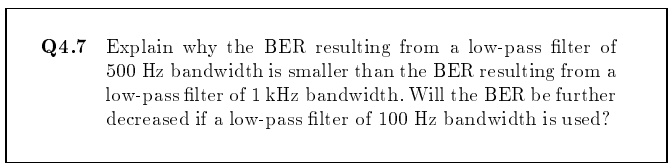 Q4.7 Explain why the BER resulting from a low-pass filter of
500 Hz bandwidth is smaller than the BER resulting from a
low-pass filter of 1 kHz bandwidth. Will the BER be further
decreased if a low-pass filter of 100 Hz bandwidth is used?